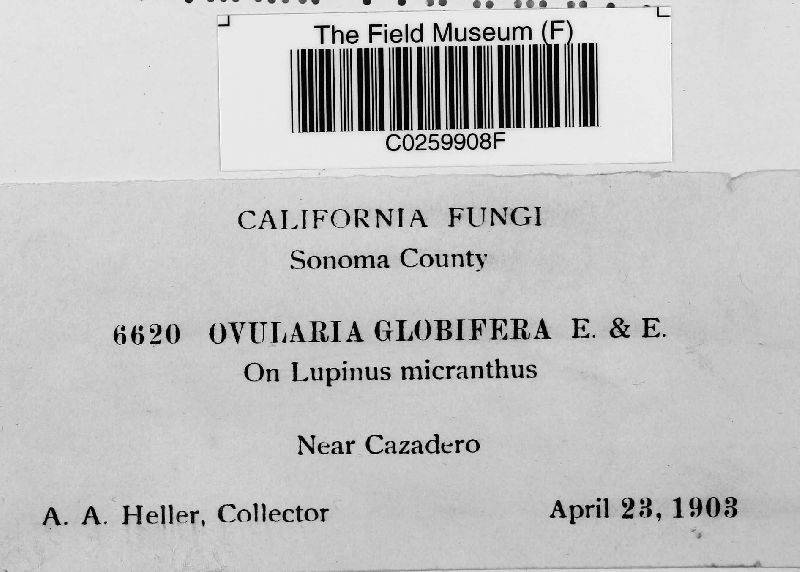 The Field Museum (F)
C0259908F
CALIFORNIA FUNGI
Sonoma County
6620 OVULARIA GLOBIFERA E. & E.
On Lupinus micranthus
Near Cazadero
A. A. Heller, Collector April 23, 1903